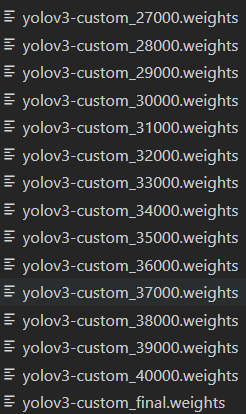 yolov3-custom_27000.weights
yolov3-custom_28000.weights
yolov3-custom_29000.weights
yolov3-custom_30000.weights
yolov3-custom_31000.weights
yolov3-custom_32000.weights
yolov3-custom_33000.weights
yolov3-custom_34000.weights
yolov3-custom_35000.weights
yolov3-custom_36000.weights
yolov3-custom_37000.weights
yolov3-custom_38000.weights
yolov3-custom_39000.weights
yolov3-custom_40000.weights
yolov3-custom_final.weights